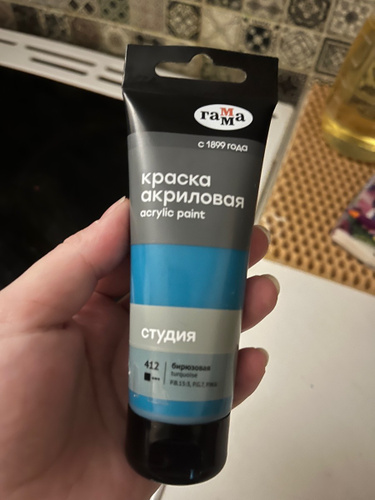 гамма
с 1899 года
краска
акриловая
acrylic paint
студия
412
бирюзовая
turquoise